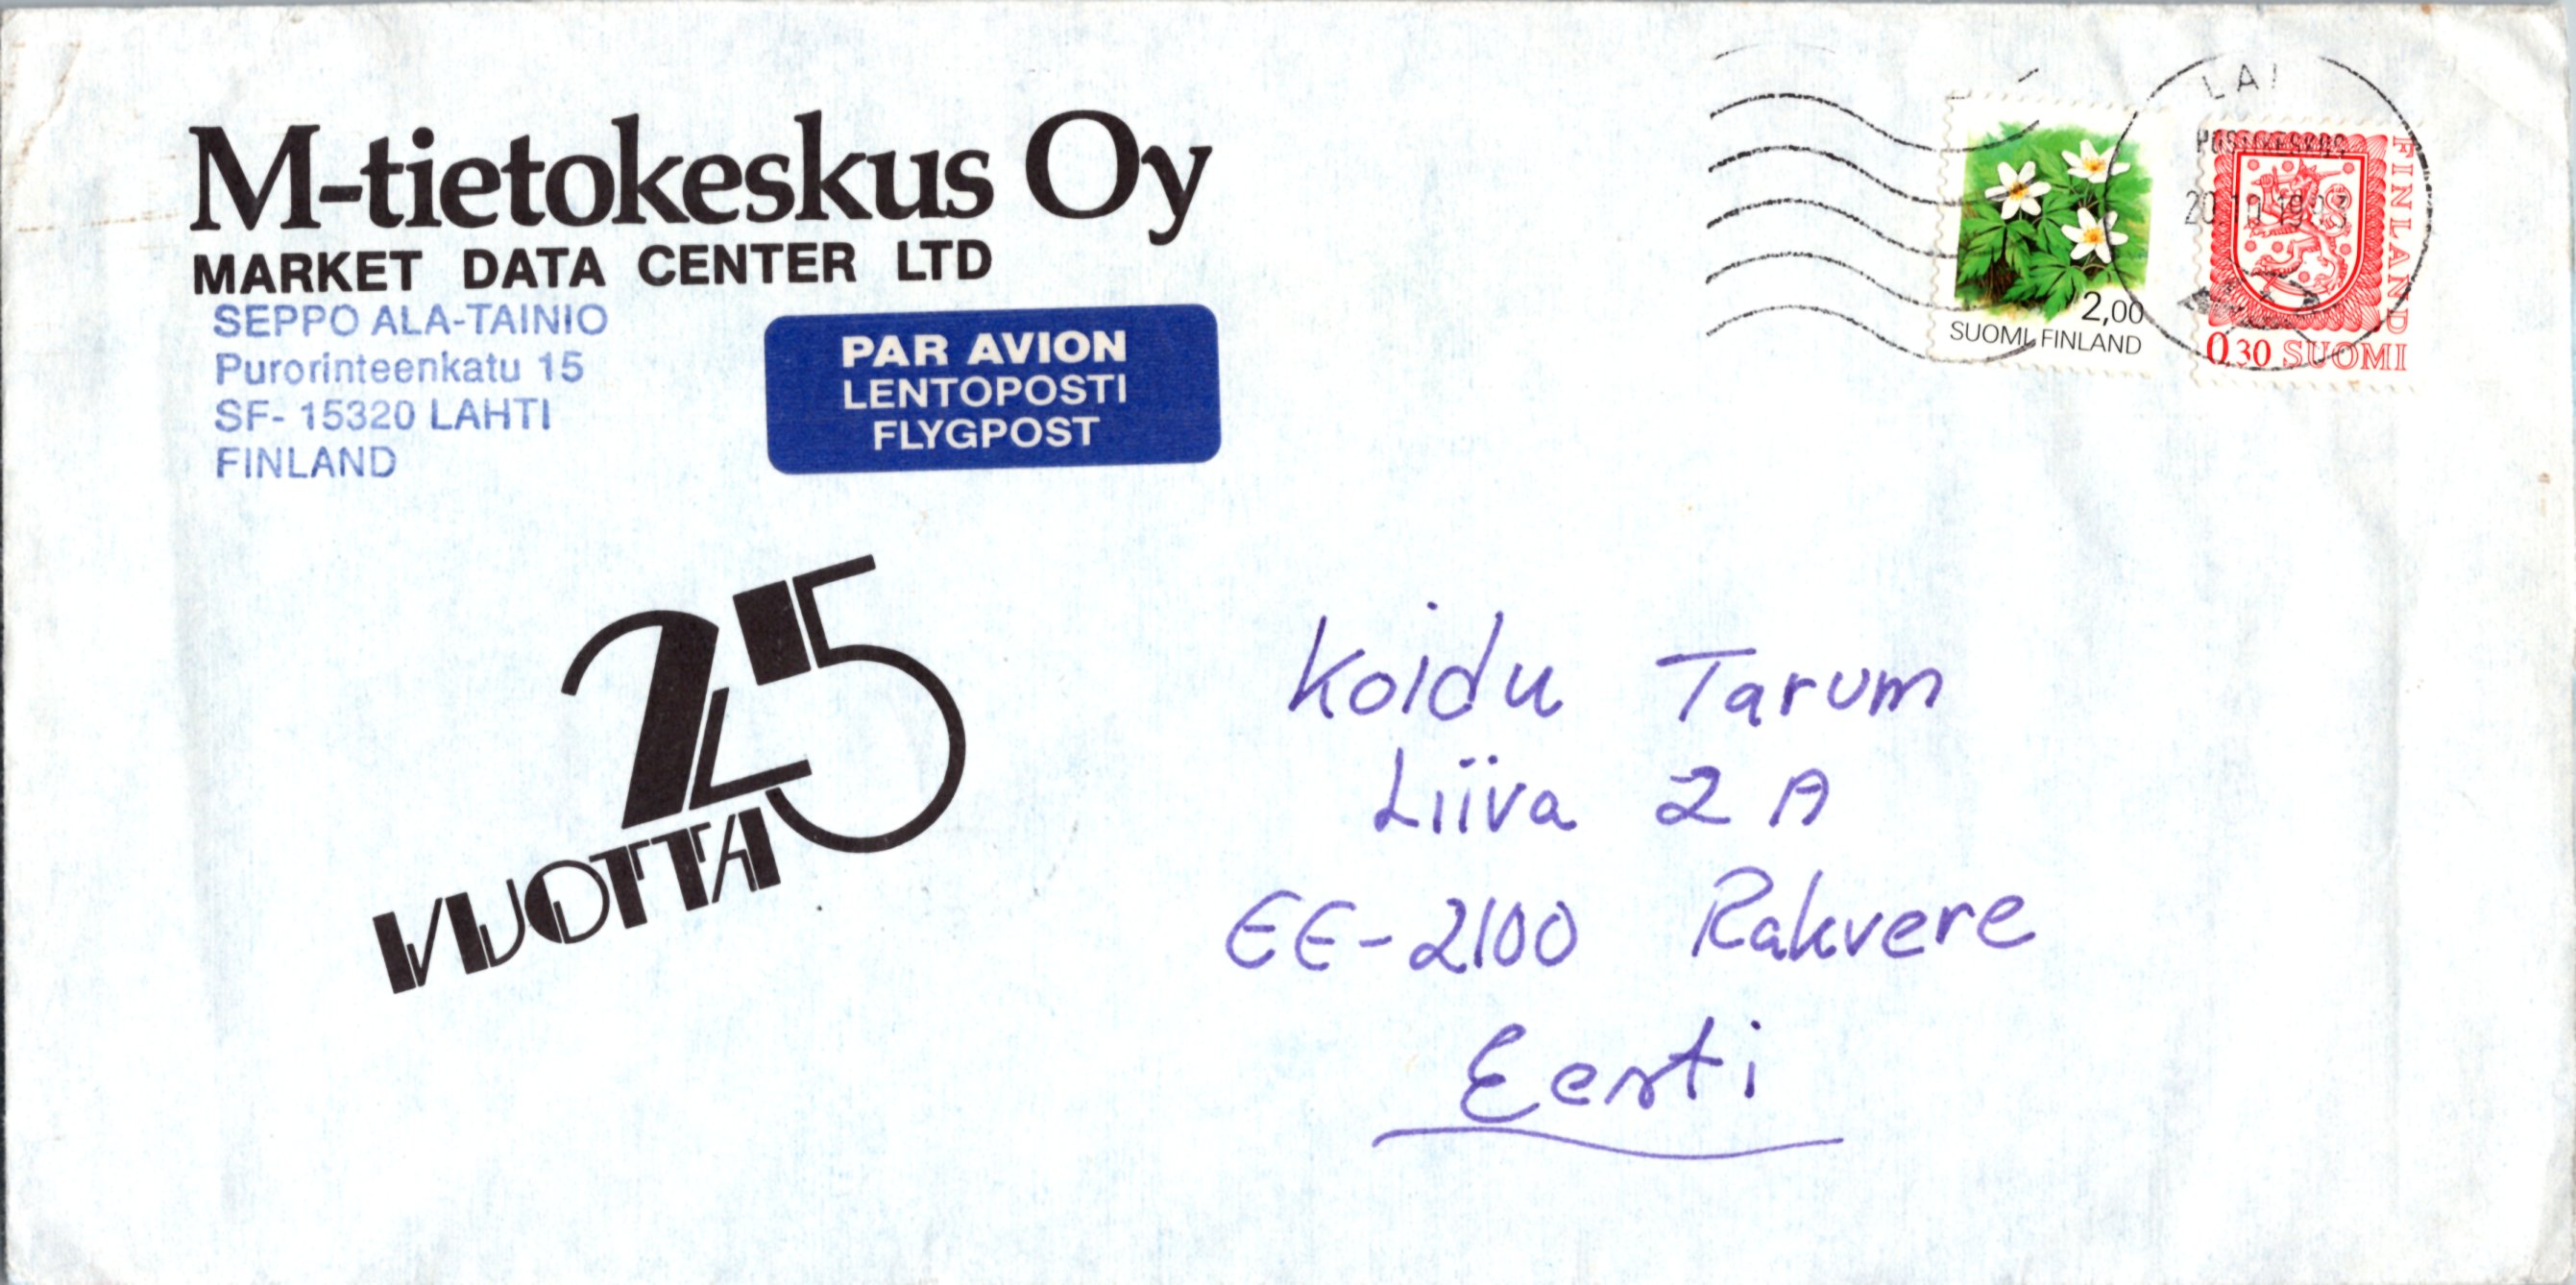 M-tietokeskus Oy
MARKET DATA CENTER LTD
SEPPO ALA-TAINIO
Purorinteenkatu 15
SF- 15320 LAHTI
FINLAND
PAR AVION
LENTOPOSTI
FLYGPOST
2,00
SUOMI FINLAND
FINLAND
0.30 SUOMI
25
VUOTTA
Koidu Tarum
Liiva 2 A
EE-2100 Rakvere
Eesti